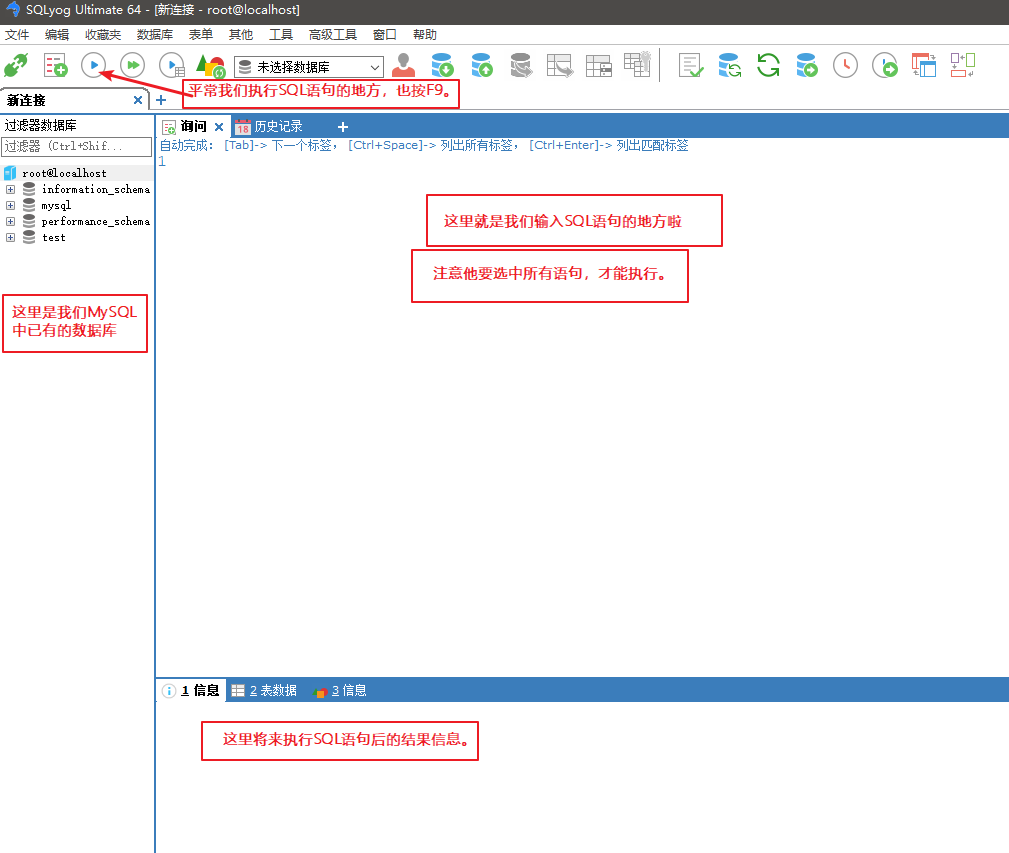 SQLyog Ultimate 64 - [新连接 - root@localhost]
文件 编辑 收藏夹 数据库 表单 其他 工具 高级工具 窗口 帮助
未选择数据库
平常我们执行SQL语句的地方，也按F9。
新连接
过滤器数据库
过滤器 (Ctrl+Shif...
root@localhost
information_schema
mysql
performance_schema
test
这里是我们MySQL
中已有的数据库
询问 18 历史记录
自动完成： [Tab]-> 下一个标签， [Ctrl+Space]-> 列出所有标签， [Ctrl+Enter]-> 列出匹配标签
1
这里就是我们输入SQL语句的地方啦
注意他要选中所有语句，才能执行。
1 信息 2 表数据 3 信息
这里将来执行SQL语句后的结果信息。